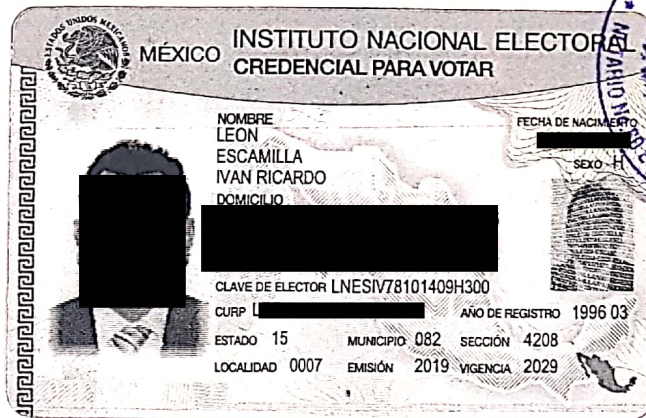 ESTADOS UNIDOS MEXICANOS
MÉXICO INSTITUTO NACIONAL ELECTORAL
CREDENCIAL PARA VOTAR
NOTARIO
NOMBRE
LEON
ESCAMILLA
IVAN RICARDO
FECHA DE NACIMIENTO
SEXO H
DOMICILIO
CLAVE DE ELECTOR LNESIV78101409H300
CURP L
AÑO DE REGISTRO 1996 03
ESTADO 15 MUNICIPIO 082 SECCIÓN 4208
LOCALIDAD 0007 EMISIÓN 2019 VIGENCIA 2029